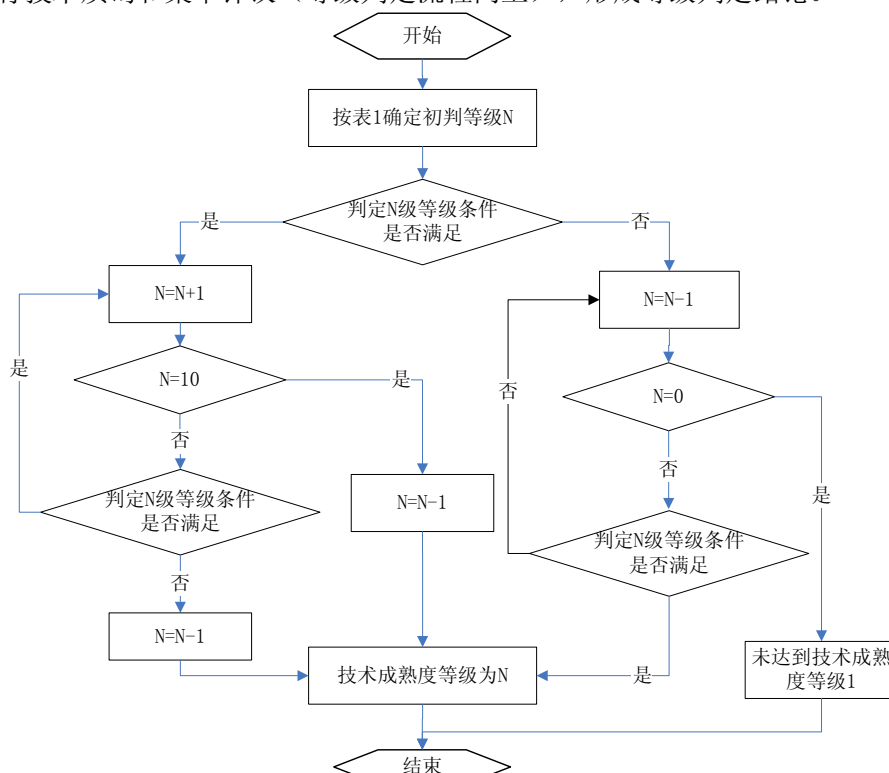 开始
按表1确定初判等级N
判定N级等级条件
是否满足
是
否
N=N+1
N=N-1
是
N=10
是
否
N=0
否
否
判定N级等级条件
是否满足
N=N-1
是
判定N级等级条件
是否满足
否
N=N-1
技术成熟度等级为N
是
未达到技术成熟
度等级1
结束